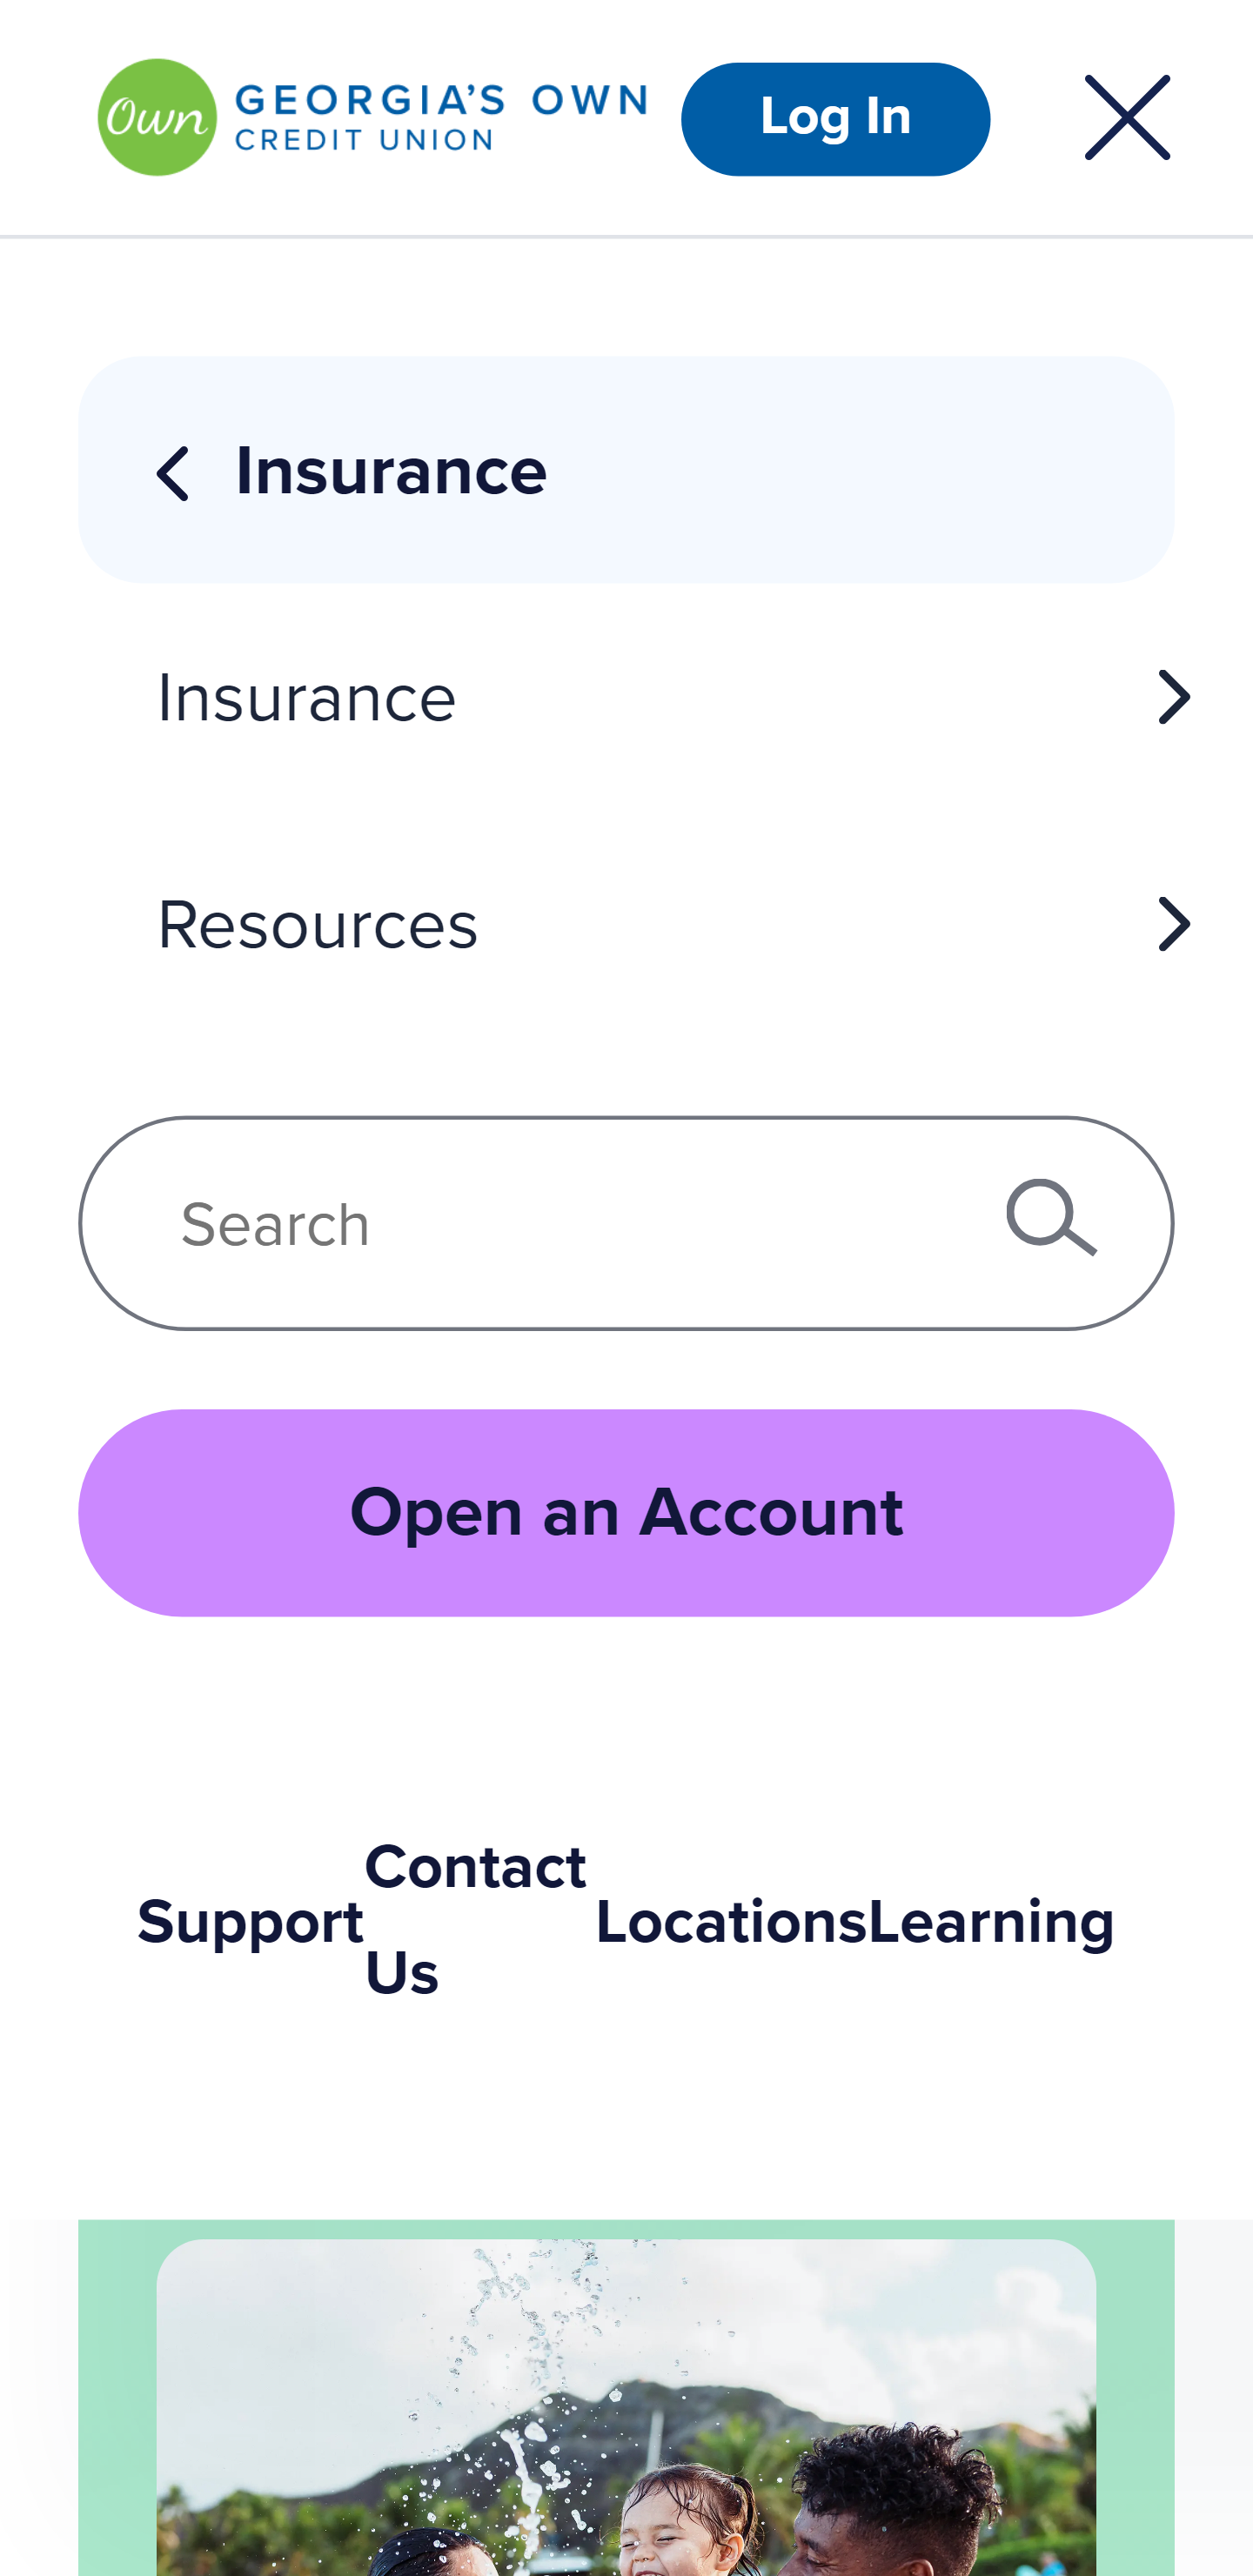 Own
GEORGIA'S OWN
CREDIT UNION
Log In
Insurance
Insurance
Resources
Search
Open an Account
Support
Contact
Us
Locations
Learning